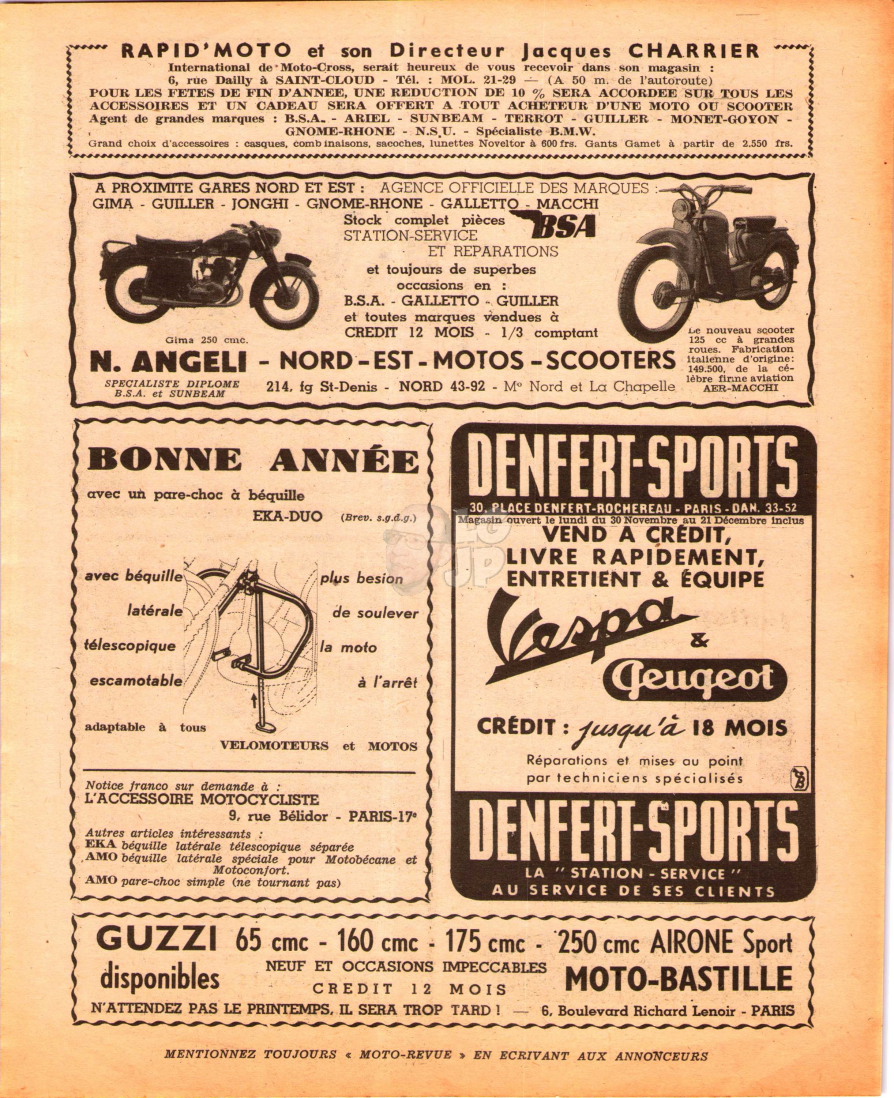 RAPID'MOTO et son Directeur Jacques CHARRIER
International de Moto-Cross, serait heureux de vous recevoir dans son magasin :
6, rue Dailly à SAINT-CLOUD - Tél. : MOL. 21-29 — (A 50 m. de l'autoroute)
POUR LES FETES DE FIN D'ANNEE, UNE REDUCTION DE 10 % SERA ACCORDEE SUR TOUS LES
ACCESSOIRES ET UN CADEAU SERA OFFERT A TOUT ACHETEUR D'UNE MOTO OU SCOOTER
Agent de grandes marques : B.S.A. - ARIEL - SUNBEAM - TERROT - GUILLER - MONET-GOYON -
GNOME-RHONE - N.S.U. - Spécialiste B.M.W.
Grand choix d'accessoires : casques, combinaisons, sacoches, lunettes Noveltor à 600 frs. Gants Gamet à partir de 2.550 frs.
A PROXIMITE GARES NORD ET EST : AGENCE OFFICIELLE DES MARQUES :
GIMA - GUILLER - JONGHI - GNOME-RHONE - GALLETTO - MACCHI
Stock complet pièces BSA
STATION-SERVICE
ET REPARATIONS
et toujours de superbes
occasions en :
B.S.A. - GALLETTO - GUILLER
et toutes marques vendues à
CREDIT 12 MOIS - 1/3 comptant
Gima 250 cmc.
Le nouveau scooter
125 cc à grandes
roues. Fabrication
italienne d'origine:
149.500, de la cé-
lèbre firme aviation
AER-MACCHI
N. ANGELI - NORD-EST-MOTOS-SCOOTERS
SPECIALISTE DIPLOME
B.S.A. et SUNBEAM
214, fg St-Denis - NORD 43-92 - Mº Nord et La Chapelle
BONNE ANNÉE
avec un pare-choc à béquille
EKA-DUO (Brev. s.g.d.g.)
avec béquille plus besion
latérale de soulever
télescopique la moto
escamotable à l'arrêt
adaptable à tous
VELOMOTEURS et MOTOS
Notice franco sur demande à :
L'ACCESSOIRE MOTOCYCLISTE
9, rue Bélidor - PARIS-17e
Autres articles intéressants :
EKA béquille latérale télescopique séparée
AMO béquille latérale spéciale pour Motobécane et
Motoconfort.
AMO pare-choc simple (ne tournant pas)
DENFERT-SPORTS
30, PLACE DENFERT-ROCHEREAU - PARIS - DAN. 33-52
Magasin ouvert le lundi du 30 Novembre au 21 Décembre inclus
VEND A CRÉDIT,
LIVRE RAPIDEMENT,
ENTRETIENT & ÉQUIPE
Vespa
&
Peugeot
CRÉDIT : jusqu'à 18 MOIS
Réparations et mises au point
par techniciens spécialisés
DENFERT-SPORTS
LA "STATION-SERVICE"
AU SERVICE DE SES CLIENTS
GUZZI 65 cmc - 160 cmc - 175 cmc - 250 cmc AIRONE Sport
disponibles NEUF ET OCCASIONS IMPECCABLES MOTO-BASTILLE
CREDIT 12 MOIS
N'ATTENDEZ PAS LE PRINTEMPS, IL SERA TROP TARD ! — 6, Boulevard Richard Lenoir - PARIS
MENTIONNEZ TOUJOURS « MOTO-REVUE » EN ECRIVANT AUX ANNONCEURS